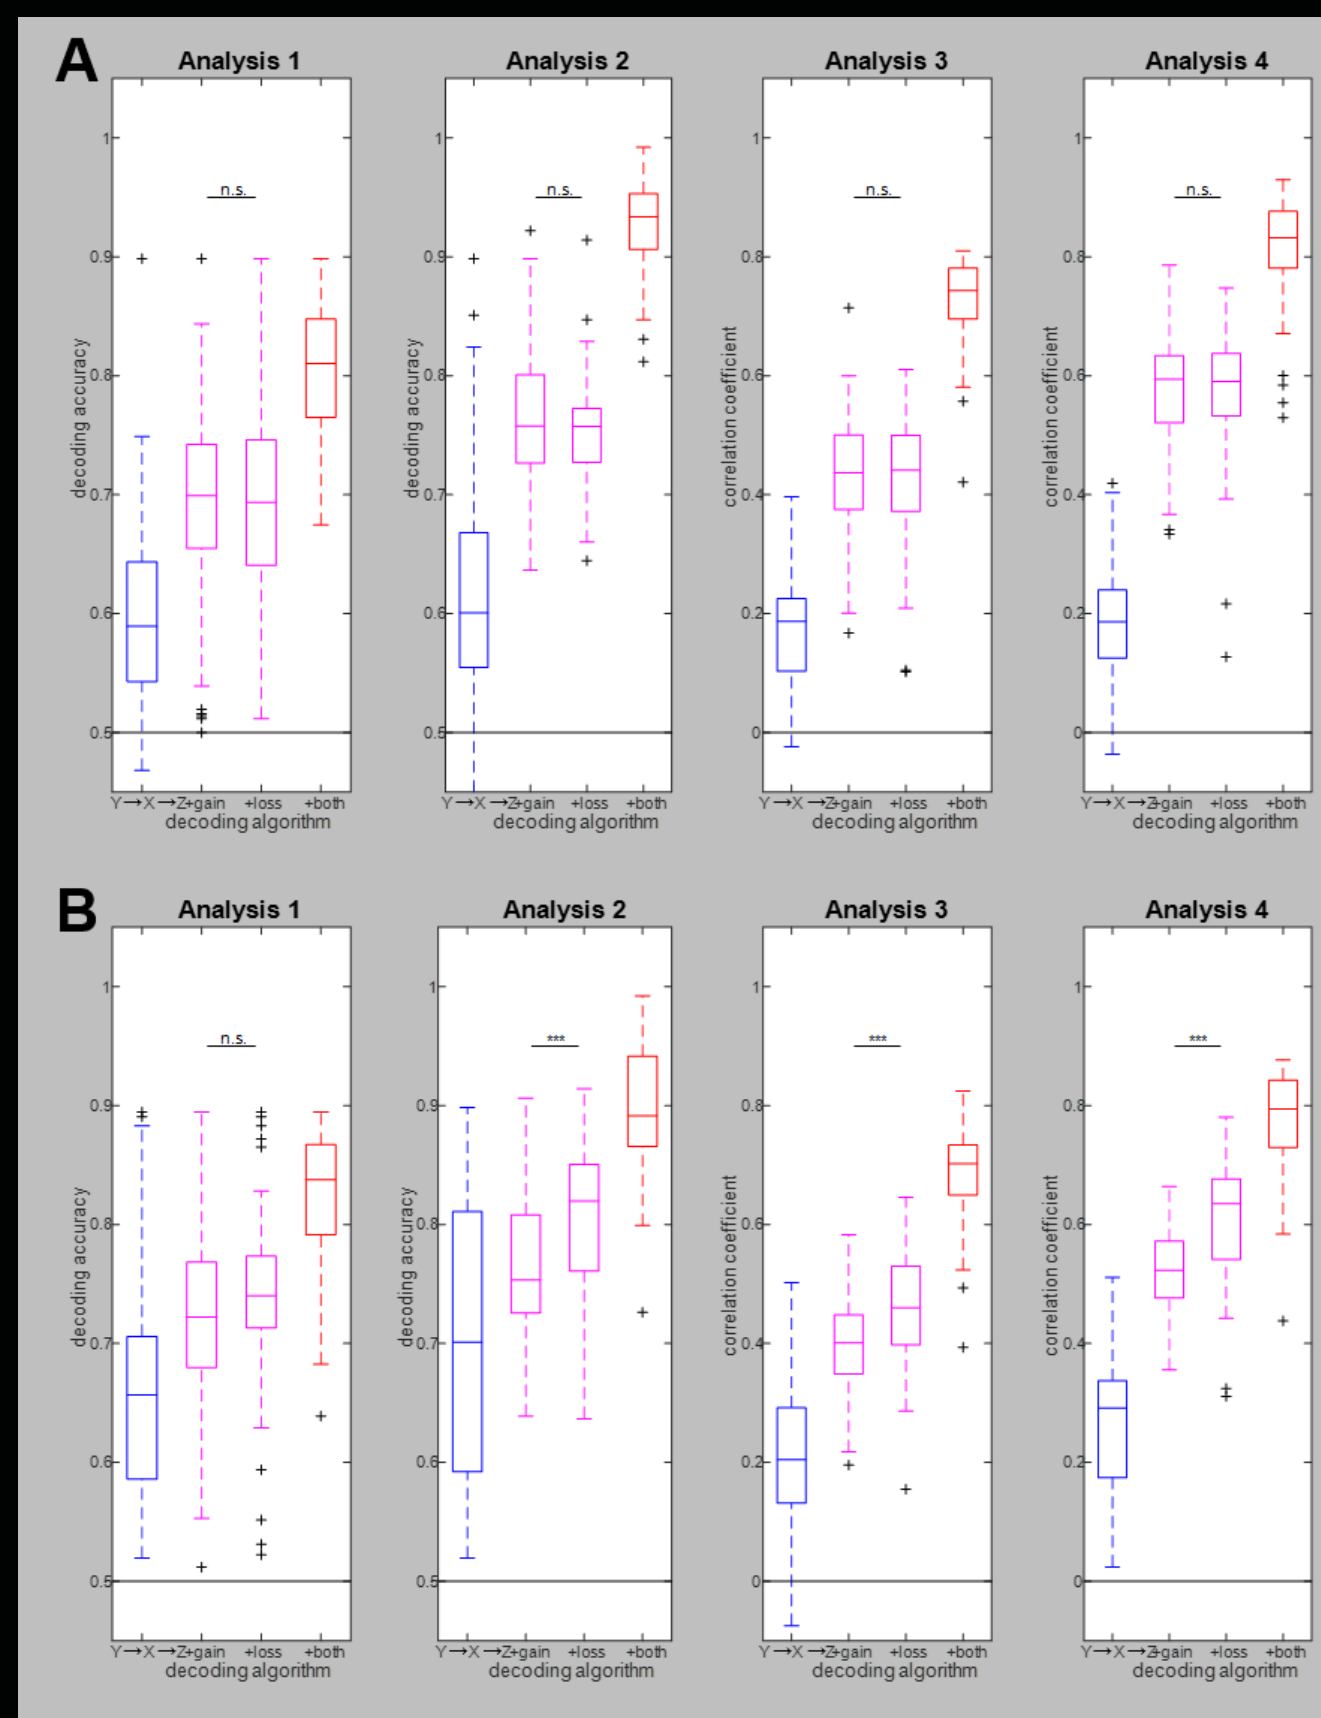 A
Analysis 1
Analysis 2
Analysis 3
Analysis 4
1
0.9
0.8
0.7
0.6
0.5
decoding accuracy
n.s.
Y→X→Z +gain +loss +both
decoding algorithm
1
0.9
0.8
0.7
0.6
0.5
decoding accuracy
n.s.
Y→X→Z +gain +loss +both
decoding algorithm
1
0.8
0.6
0.4
0.2
0
correlation coefficient
n.s.
Y→X→Z +gain +loss +both
decoding algorithm
1
0.8
0.6
0.4
0.2
0
correlation coefficient
n.s.
Y→X→Z +gain +loss +both
decoding algorithm
B
Analysis 1
Analysis 2
Analysis 3
Analysis 4
1
0.9
0.8
0.7
0.6
0.5
decoding accuracy
n.s.
Y→X→Z +gain +loss +both
decoding algorithm
1
0.9
0.8
0.7
0.6
0.5
decoding accuracy
***
Y→X→Z +gain +loss +both
decoding algorithm
1
0.8
0.6
0.4
0.2
0
correlation coefficient
***
Y→X→Z +gain +loss +both
decoding algorithm
1
0.8
0.6
0.4
0.2
0
correlation coefficient
***
Y→X→Z +gain +loss +both
decoding algorithm